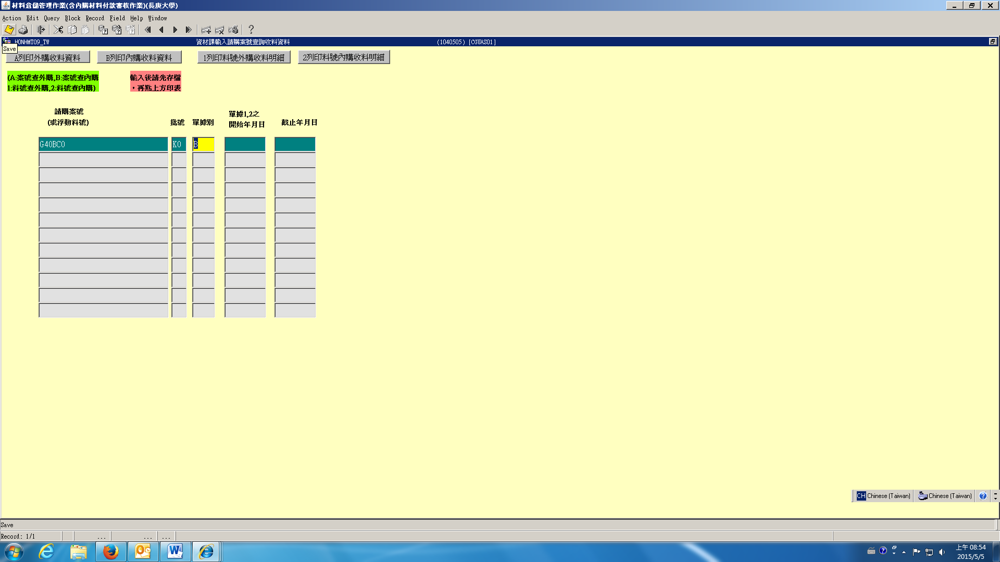 材料倉儲管理作業(含內購材料付款審核作業)(長庚大學)
Action Edit Query Block Record Field Help Window
HONHMT09_TW 資材課輸入請購案號查詢收料資料 (1040505) [CGUAS01]
Save
A列印外購收料資料 B列印內購收料資料 1列印料號外購收料明細 2列印料號內購收料明細
(A:案號查外購,B:案號查內購
1:料號查外購,2:料號查內購)
輸入後請先存檔
，再點上方印表
請購案號
(或浮動料號)
批號 單據別
單據1,2之
開始年月日
截止年月日
G40BC0 K0 B
CH Chinese (Taiwan) Chinese (Taiwan)
Save
Record: 1/1 ... ... ...
上午 08:54
2015/5/5